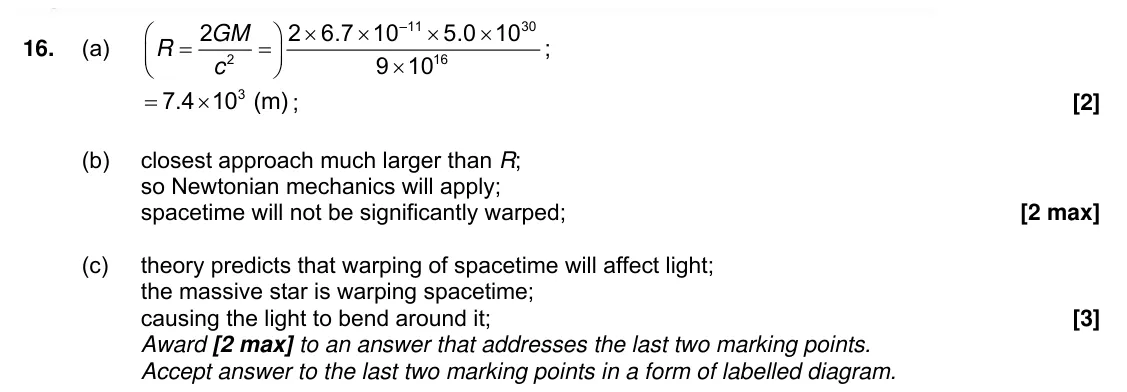 16. (a) (R = 2GM / c² =) 2 × 6.7 × 10⁻¹¹ × 5.0 × 10³⁰ / 9 × 10¹⁶ ;
= 7.4 × 10³ (m) ; [2]
(b) closest approach much larger than R;
so Newtonian mechanics will apply;
spacetime will not be significantly warped; [2 max]
(c) theory predicts that warping of spacetime will affect light;
the massive star is warping spacetime;
causing the light to bend around it; [3]
Award [2 max] to an answer that addresses the last two marking points.
Accept answer to the last two marking points in a form of labelled diagram.